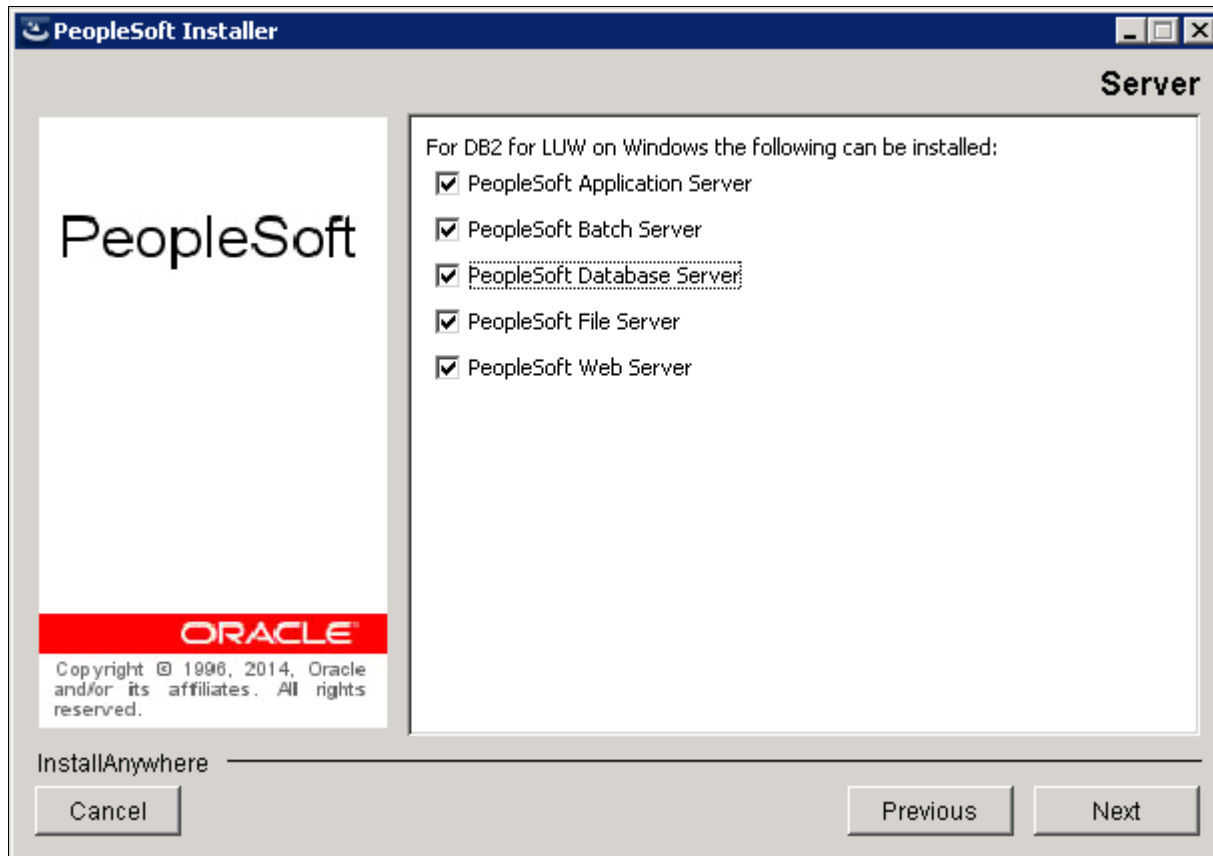 PeopleSoft Installer
Server
PeopleSoft
ORACLE
Copyright © 1996, 2014, Oracle
and/or its affiliates. All rights
reserved.
For DB2 for LUW on Windows the following can be installed:
PeopleSoft Application Server
PeopleSoft Batch Server
PeopleSoft Database Server
PeopleSoft File Server
PeopleSoft Web Server
InstallAnywhere
Cancel
Previous
Next